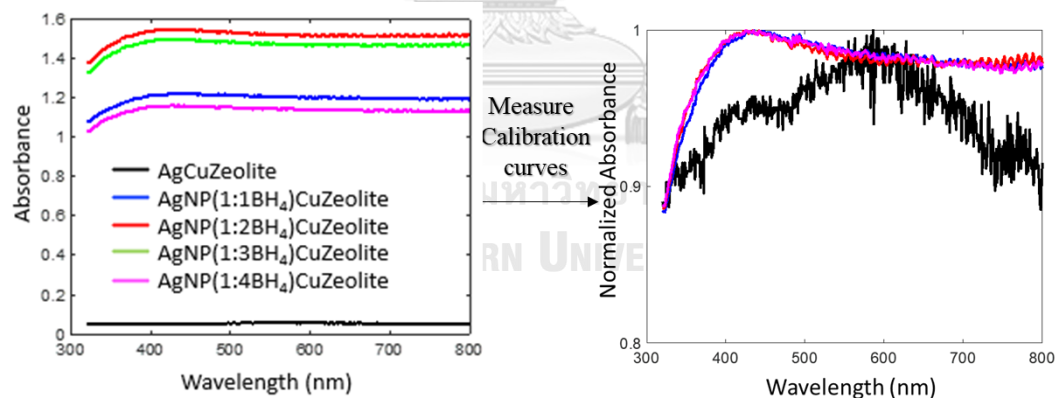 1.6
1.4
1.2
1
0.8
0.6
0.4
0.2
0
Absorbance
AgCuZeolite
AgNP(1:1BH₄)CuZeolite
AgNP(1:2BH₄)CuZeolite
AgNP(1:3BH₄)CuZeolite
AgNP(1:4BH₄)CuZeolite
300 400 500 600 700 800
Wavelength (nm)
Measure
Calibration
curves
RN UNIVE
1
0.9
0.8
Normalized Absorbance
300 400 500 600 700 800
Wavelength (nm)